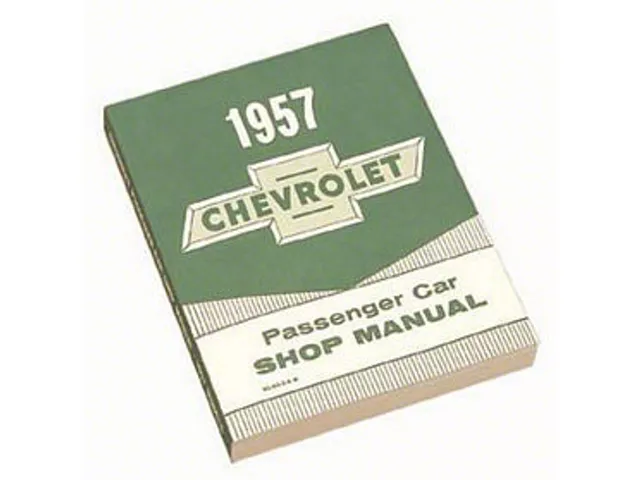 1957
CHEVROLET
Passenger Car
SHOP MANUAL